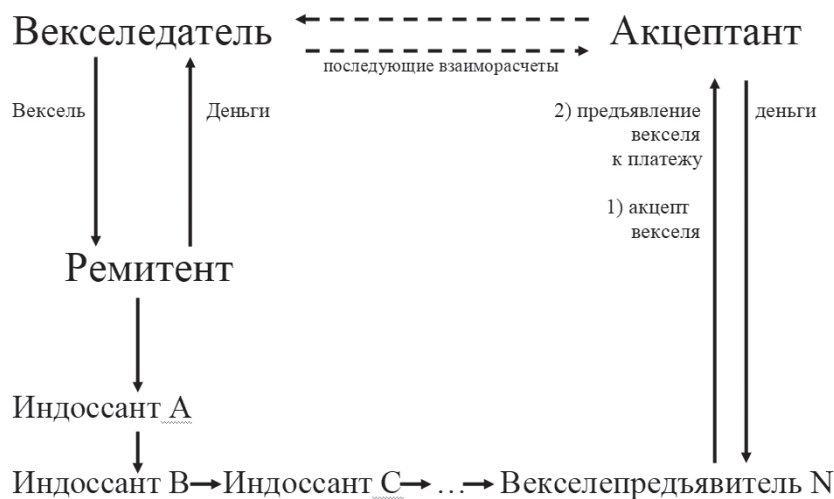 Векселедатель
Акцептант
последующие взаиморасчеты
Вексель
Деньги
2) предъявление
векселя
к платежу
деньги
1) акцепт
векселя
Ремитент
Индоссант А
Индоссант В Индоссант С ... Векселепредъявитель N